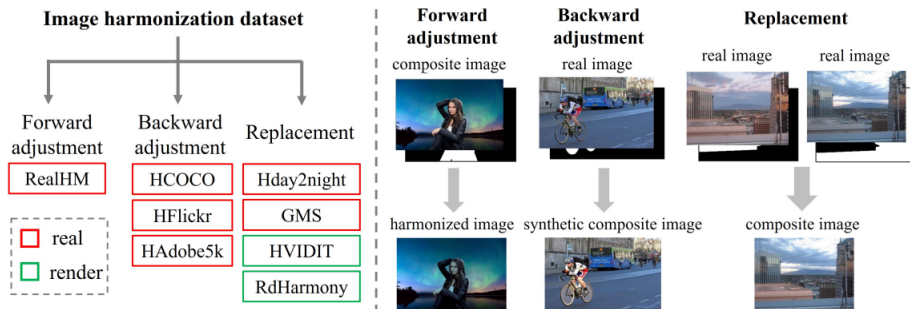 Image harmonization dataset
Forward
adjustment
RealHM
Backward
adjustment
HCOCO
HFlickr
HAdobe5k
Replacement
Hday2night
GMS
HVIDIT
RdHarmony
real
render
Forward
adjustment
composite image
harmonized image
Backward
adjustment
real image
synthetic composite image
Replacement
real image
real image
composite image